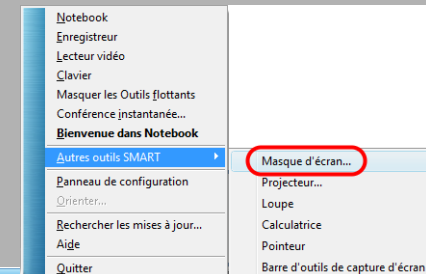 Notebook
Enregistreur
Lecteur vidéo
Clavier
Masquer les Outils flottants
Conférence instantanée...
Bienvenue dans Notebook
Autres outils SMART
Panneau de configuration
Orienter...
Rechercher les mises à jour...
Aide
Quitter
Masque d'écran...
Projecteur...
Loupe
Calculatrice
Pointeur
Barre d'outils de capture d'écran